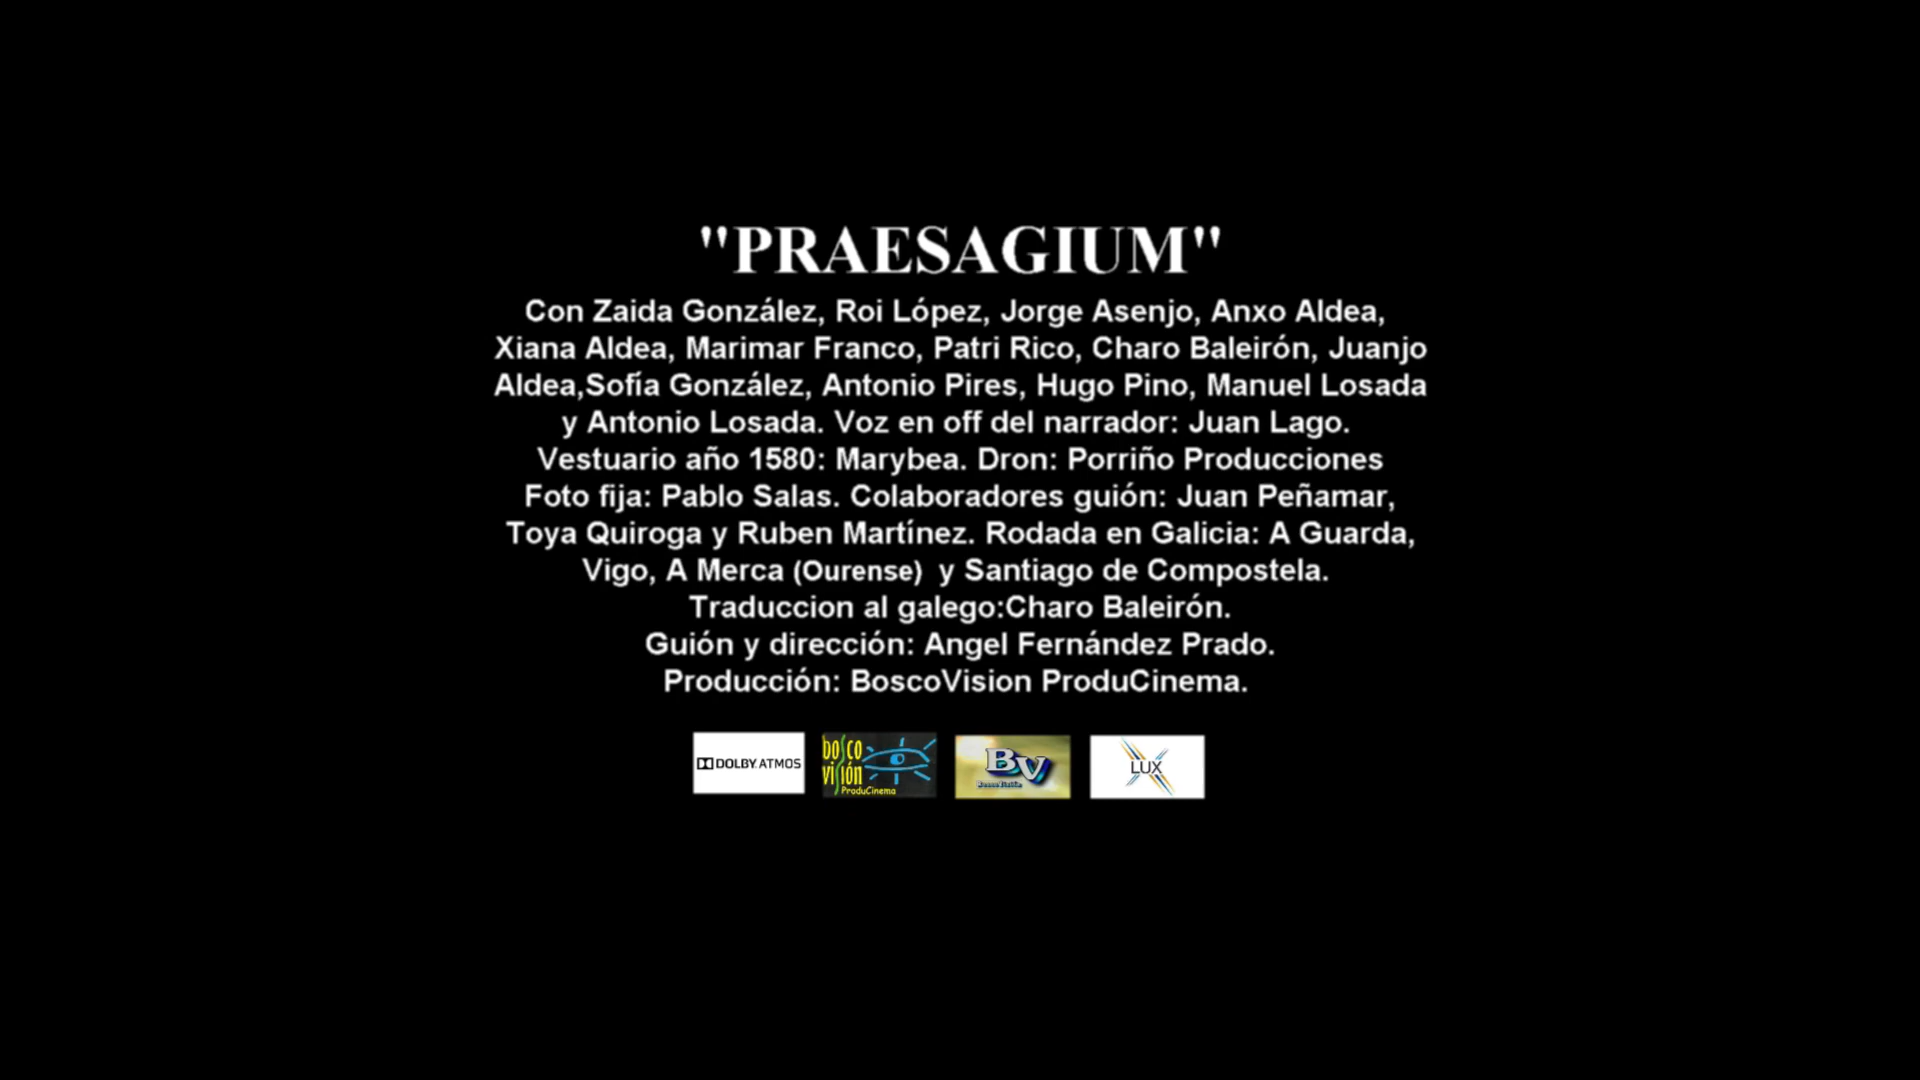 "PRAESAGIUM"
Con Zaida González, Roi López, Jorge Asenjo, Anxo Aldea,
Xiana Aldea, Marimar Franco, Patri Rico, Charo Baleirón, Juanjo
Aldea,Sofía González, Antonio Pires, Hugo Pino, Manuel Losada
y Antonio Losada. Voz en off del narrador: Juan Lago.
Vestuario año 1580: Marybea. Dron: Porriño Producciones
Foto fija: Pablo Salas. Colaboradores guión: Juan Peñamar,
Toya Quiroga y Ruben Martínez. Rodada en Galicia: A Guarda,
Vigo, A Merca (Ourense) y Santiago de Compostela.
Traduccion al galego:Charo Baleirón.
Guión y dirección: Angel Fernández Prado.
Producción: BoscoVision ProduCinema.
DOLBY ATMOS
bosco
visión
ProduCinema
BV
LUX